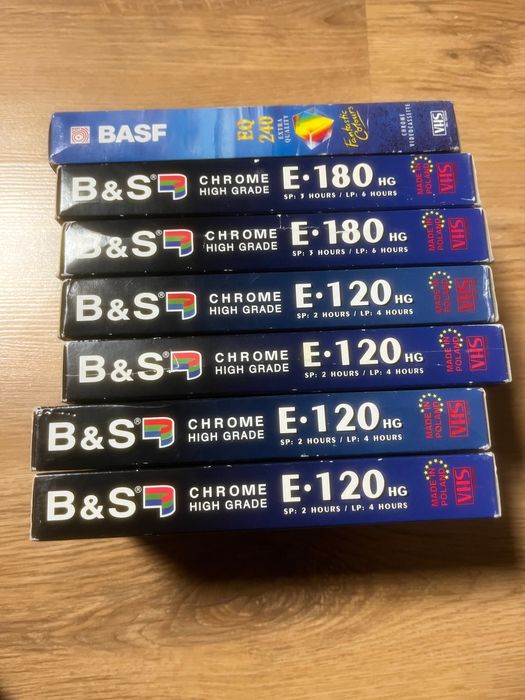 BASF
EQ
240
EXTRA
QUALITY
Fantastic
Colours
CHROME
VIDEOCASSETTE
VHS
B&S®
CHROME
HIGH GRADE
E·180 HG
SP: 3 HOURS / LP: 6 HOURS
MADE IN
POLAND
VHS
B&S®
CHROME
HIGH GRADE
E·180 HG
SP: 3 HOURS / LP: 6 HOURS
MADE IN
POLAND
VHS
B&S®
CHROME
HIGH GRADE
E·120 HG
SP: 2 HOURS / LP: 4 HOURS
MADE IN
POLAND
VHS
B&S®
CHROME
HIGH GRADE
E·120 HG
SP: 2 HOURS / LP: 4 HOURS
MADE IN
POLAND
VHS
B&S®
CHROME
HIGH GRADE
E·120 HG
SP: 2 HOURS / LP: 4 HOURS
MADE IN
POLAND
VHS
B&S®
CHROME
HIGH GRADE
E·120 HG
SP: 2 HOURS / LP: 4 HOURS
MADE IN
POLAND
VHS